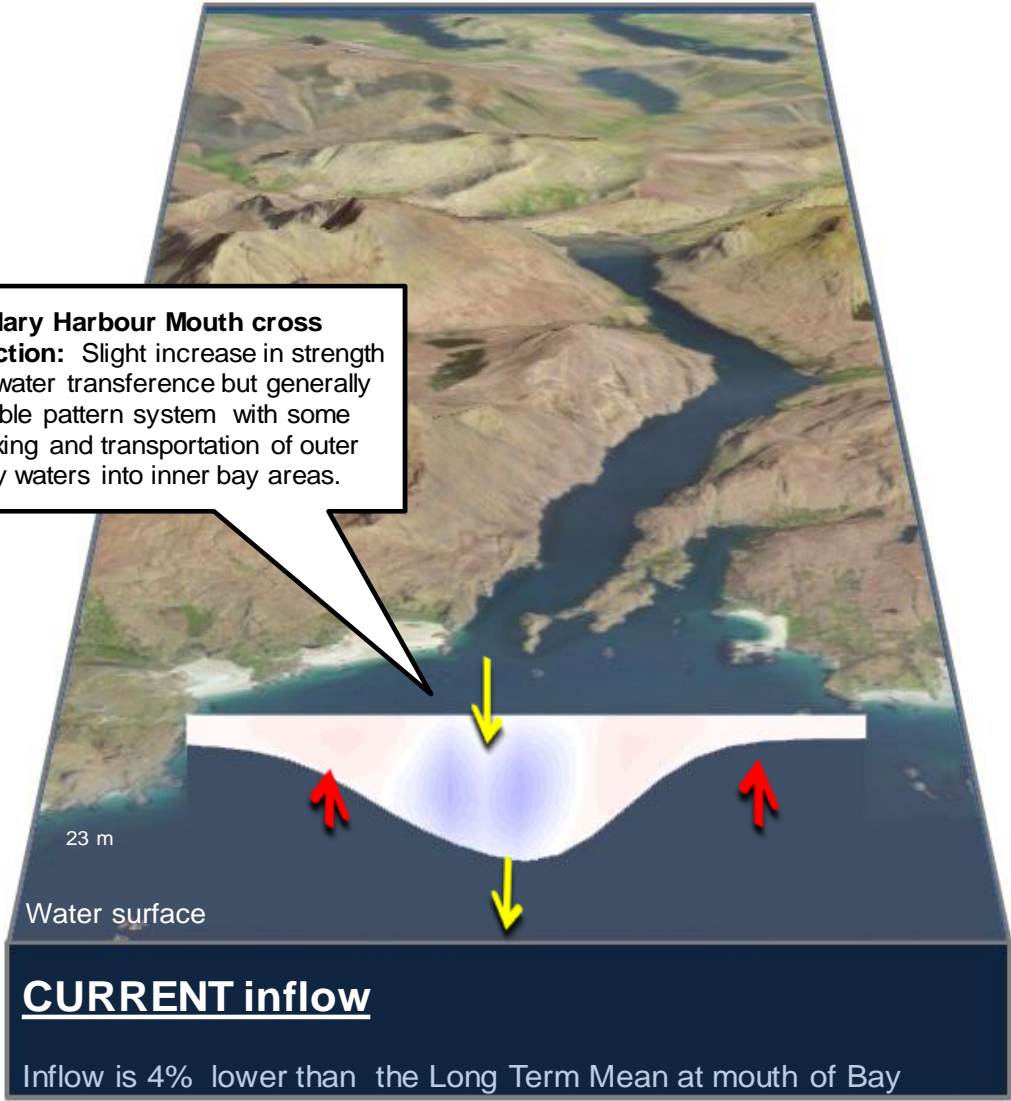 lary Harbour Mouth cross
ction: Slight increase in strength
water transference but generally
ble pattern system with some
xing and transportation of outer
y waters into inner bay areas.
23 m
Water surface
CURRENT inflow
Inflow is 4% lower than the Long Term Mean at mouth of Bay